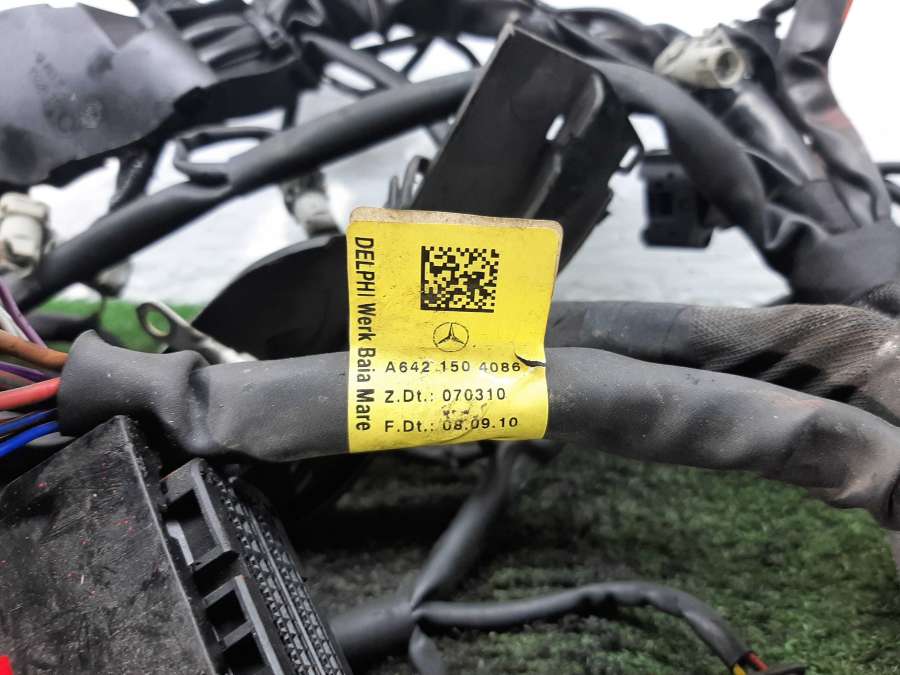 DELPHI Werk Baia Mare
A642 150 4086
Z.Dt.: 070310
F.Dt.: 08.09.10